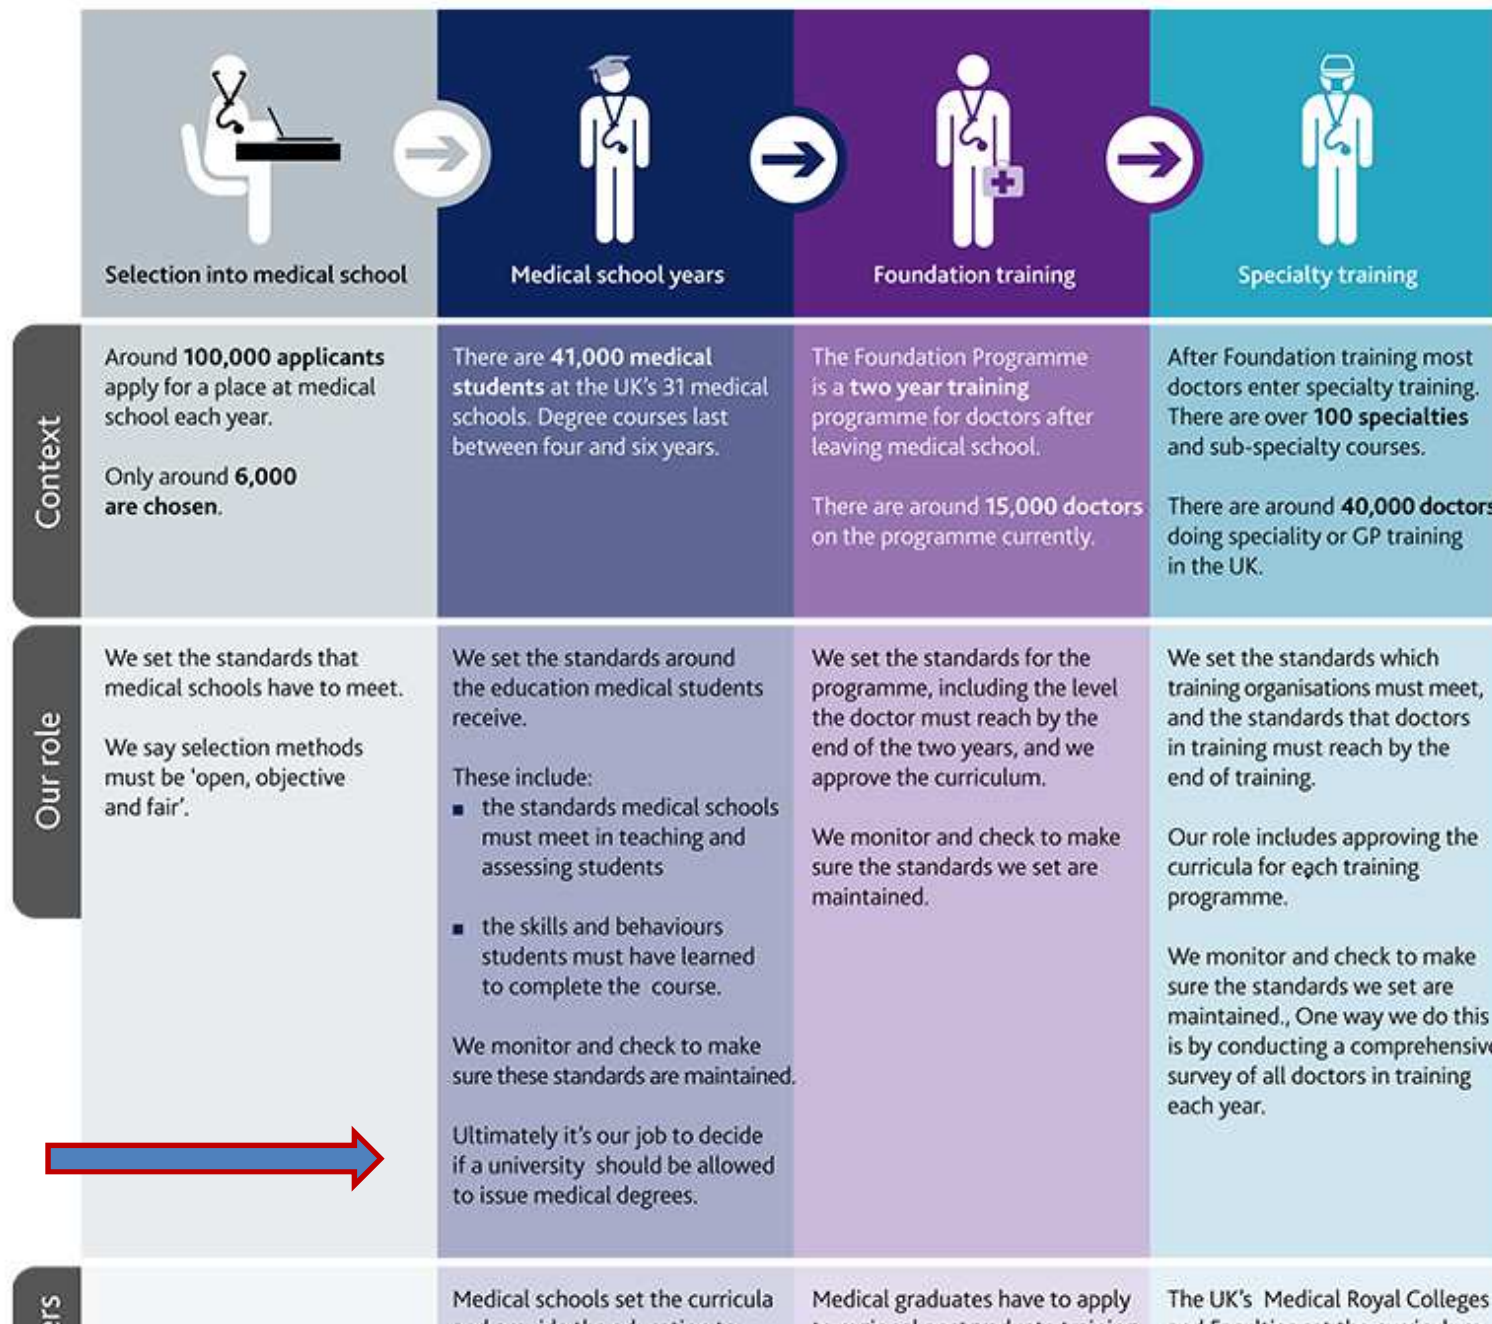 Selection into medical school
Medical school years
Foundation training
Specialty training
Context
Around 100,000 applicants
apply for a place at medical
school each year.
Only around 6,000
are chosen.
There are 41,000 medical
students at the UK's 31 medical
schools. Degree courses last
between four and six years.
The Foundation Programme
is a two year training
programme for doctors after
leaving medical school.
There are around 15,000 doctors
on the programme currently.
After Foundation training most
doctors enter specialty training.
There are over 100 specialties
and sub-specialty courses.
There are around 40,000 doctors
doing speciality or GP training
in the UK.
Our role
We set the standards that
medical schools have to meet.
We say selection methods
must be 'open, objective
and fair'.
We set the standards around
the education medical students
receive.
These include:
■ the standards medical schools
must meet in teaching and
assessing students
■ the skills and behaviours
students must have learned
to complete the course.
We monitor and check to make
sure these standards are maintained.
Ultimately it's our job to decide
if a university should be allowed
to issue medical degrees.
We set the standards for the
programme, including the level
the doctor must reach by the
end of the two years, and we
approve the curriculum.
We monitor and check to make
sure the standards we set are
maintained.
We set the standards which
training organisations must meet,
and the standards that doctors
in training must reach by the
end of training.
Our role includes approving the
curricula for each training
programme.
We monitor and check to make
sure the standards we set are
maintained., One way we do this
is by conducting a comprehensive
survey of all doctors in training
each year.
ers
Medical schools set the curricula
Medical graduates have to apply
The UK's Medical Royal Colleges